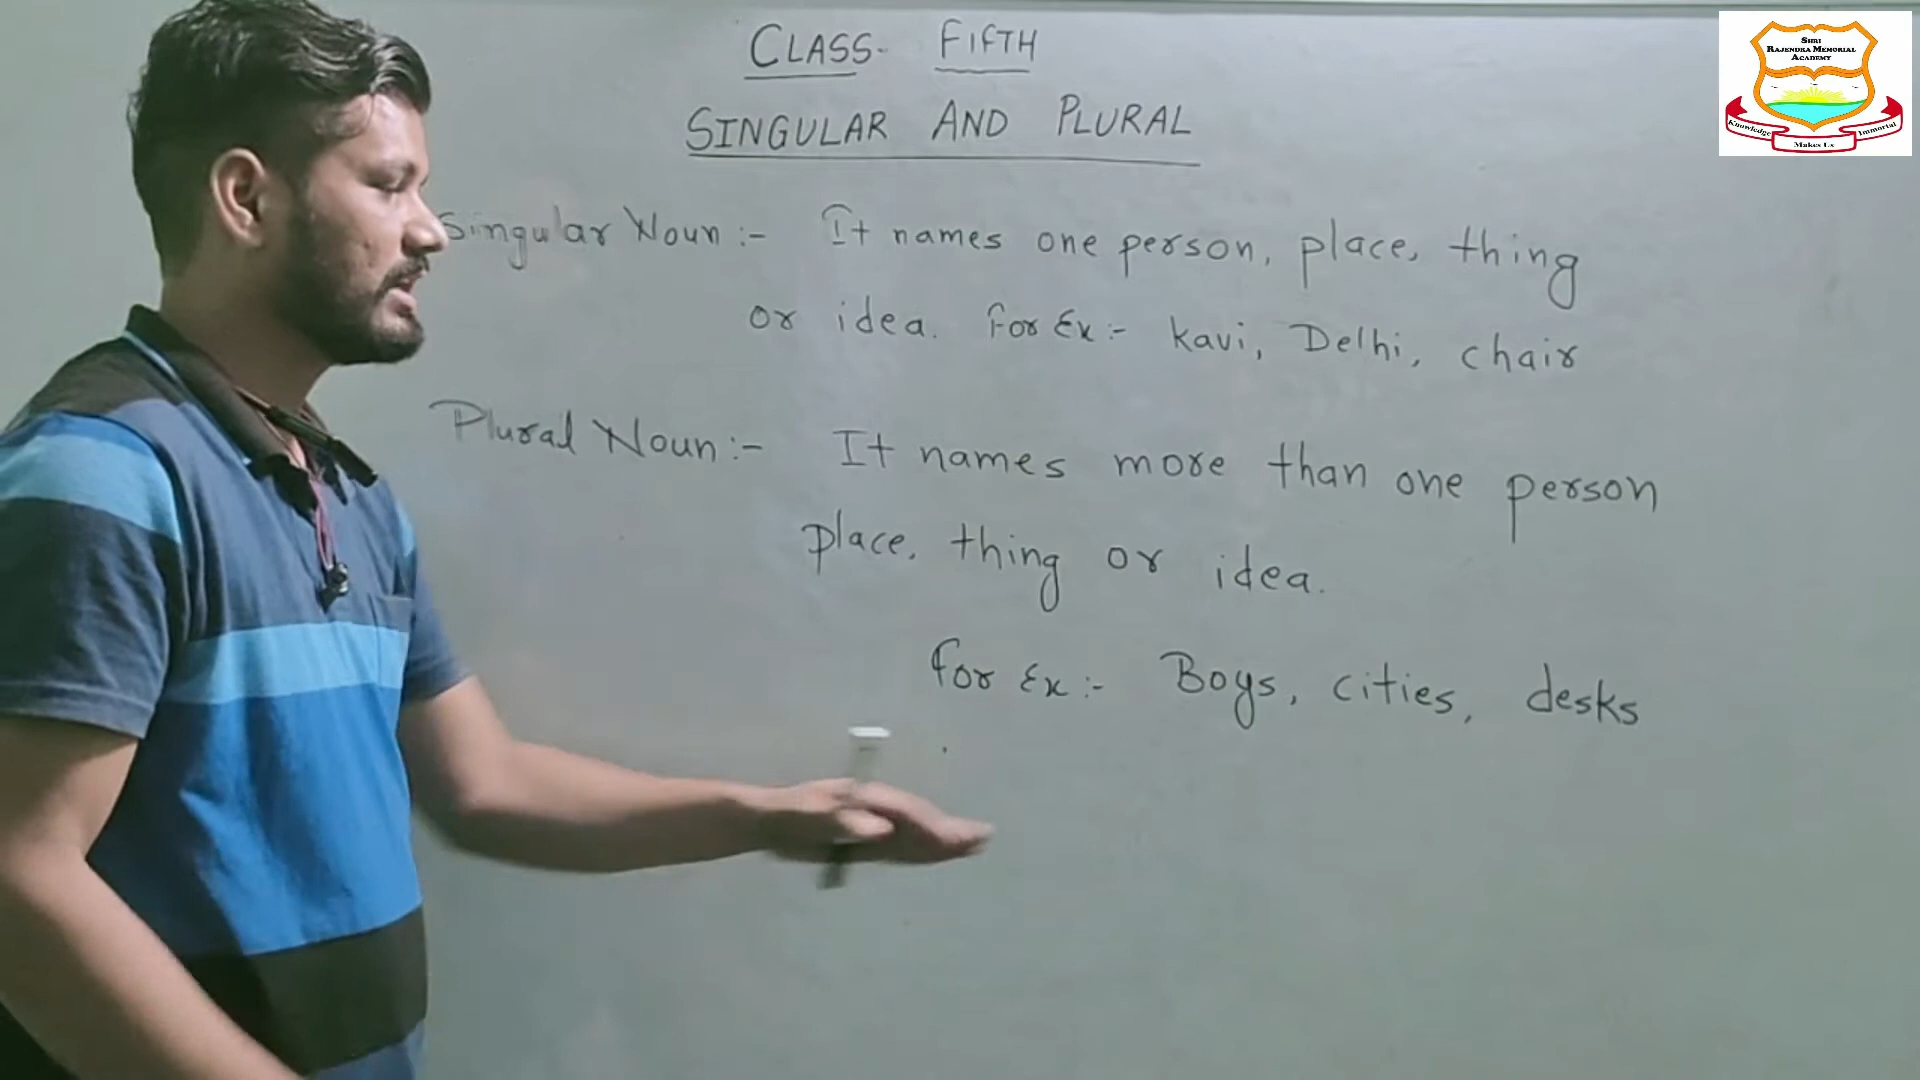 CLASS- FIFTH
SINGULAR AND PLURAL
Singular Noun :- It names one person, place, thing
or idea. For Ex :- Kavi, Delhi, chair
Plural Noun :- It names more than one person
place, thing or idea.
For Ex :- Boys, cities, desks
SHRI
RAJENDRA MEMORIAL
ACADEMY
Knowledge Makes Us Immortal